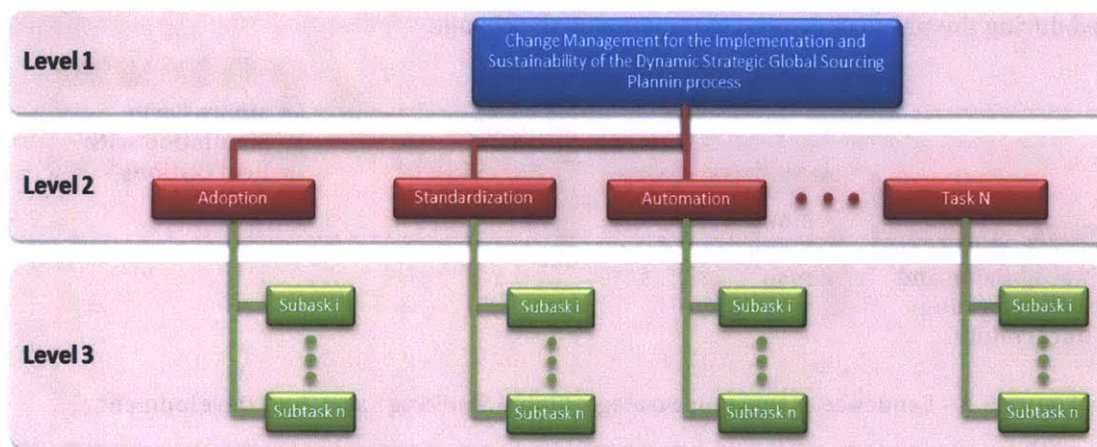 Level 1
Change Management for the Implementation and
Sustainability of the Dynamic Strategic Global Sourcing
Plannin process
Level 2
Adoption
Standardization
Automation
Task N
Level 3
Subask i
Subask i
Subask i
Subask i
Subtask n
Subtask n
Subtask n
Subtask n